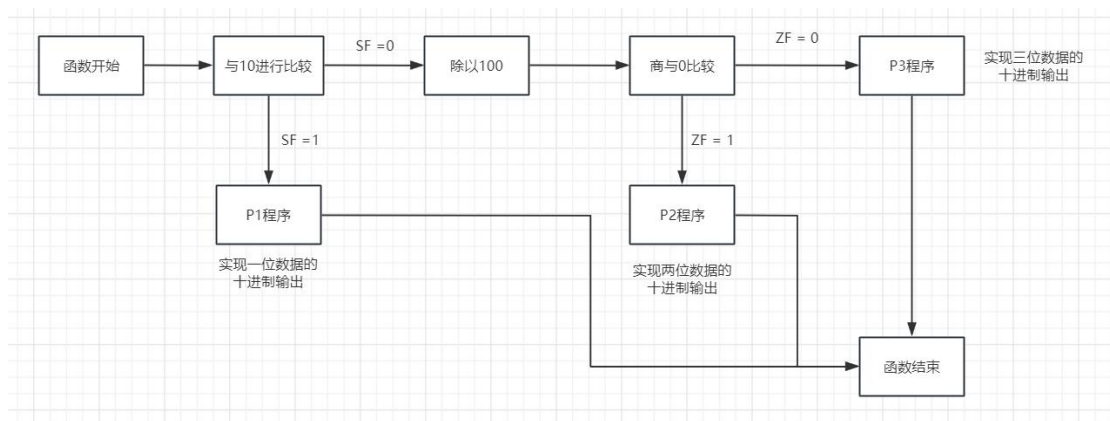 SF =0
ZF = 0
函数开始
与10进行比较
除以100
商与0比较
P3程序
实现三位数据的
十进制输出
SF =1
ZF = 1
P1程序
P2程序
实现一位数据的
十进制输出
实现两位数据的
十进制输出
函数结束